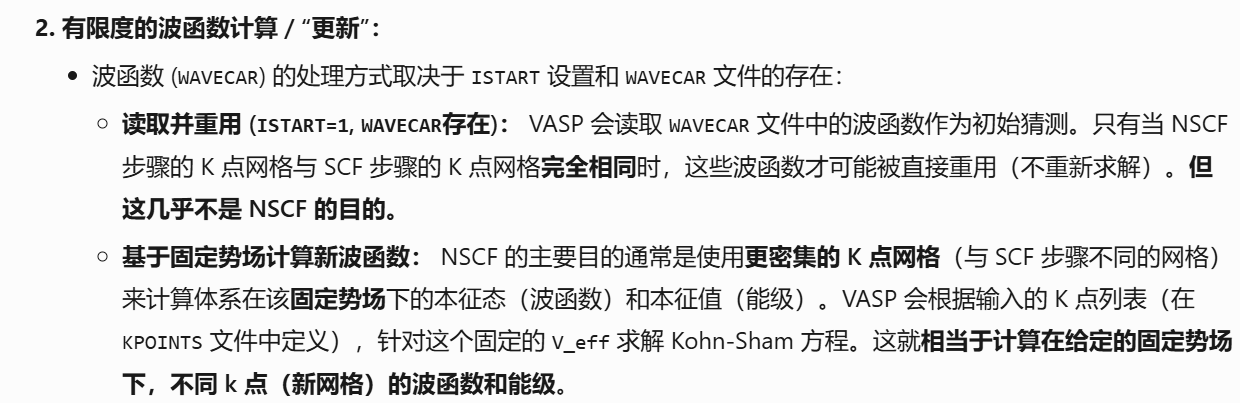 2. 有限度的波函数计算 / “更新”：
• 波函数 (WAVECAR) 的处理方式取决于 ISTART 设置和 WAVECAR 文件的存在：
○ 读取并重用 (ISTART=1, WAVECAR存在)： VASP 会读取 WAVECAR 文件中的波函数作为初始猜测。只有当 NSCF
步骤的 K 点网格与 SCF 步骤的 K 点网格完全相同时，这些波函数才可能被直接重用（不重新求解）。但
这几乎不是 NSCF 的目的。
○ 基于固定势场计算新波函数： NSCF 的主要目的通常是使用更密集的 K 点网格（与 SCF 步骤不同的网格）
来计算体系在该固定势场下的本征态（波函数）和本征值（能级）。VASP 会根据输入的 K 点列表（在
KPOINTS 文件中定义），针对这个固定的 V_eff 求解 Kohn-Sham 方程。这就相当于计算在给定的固定势场
下，不同 k 点（新网格）的波函数和能级。